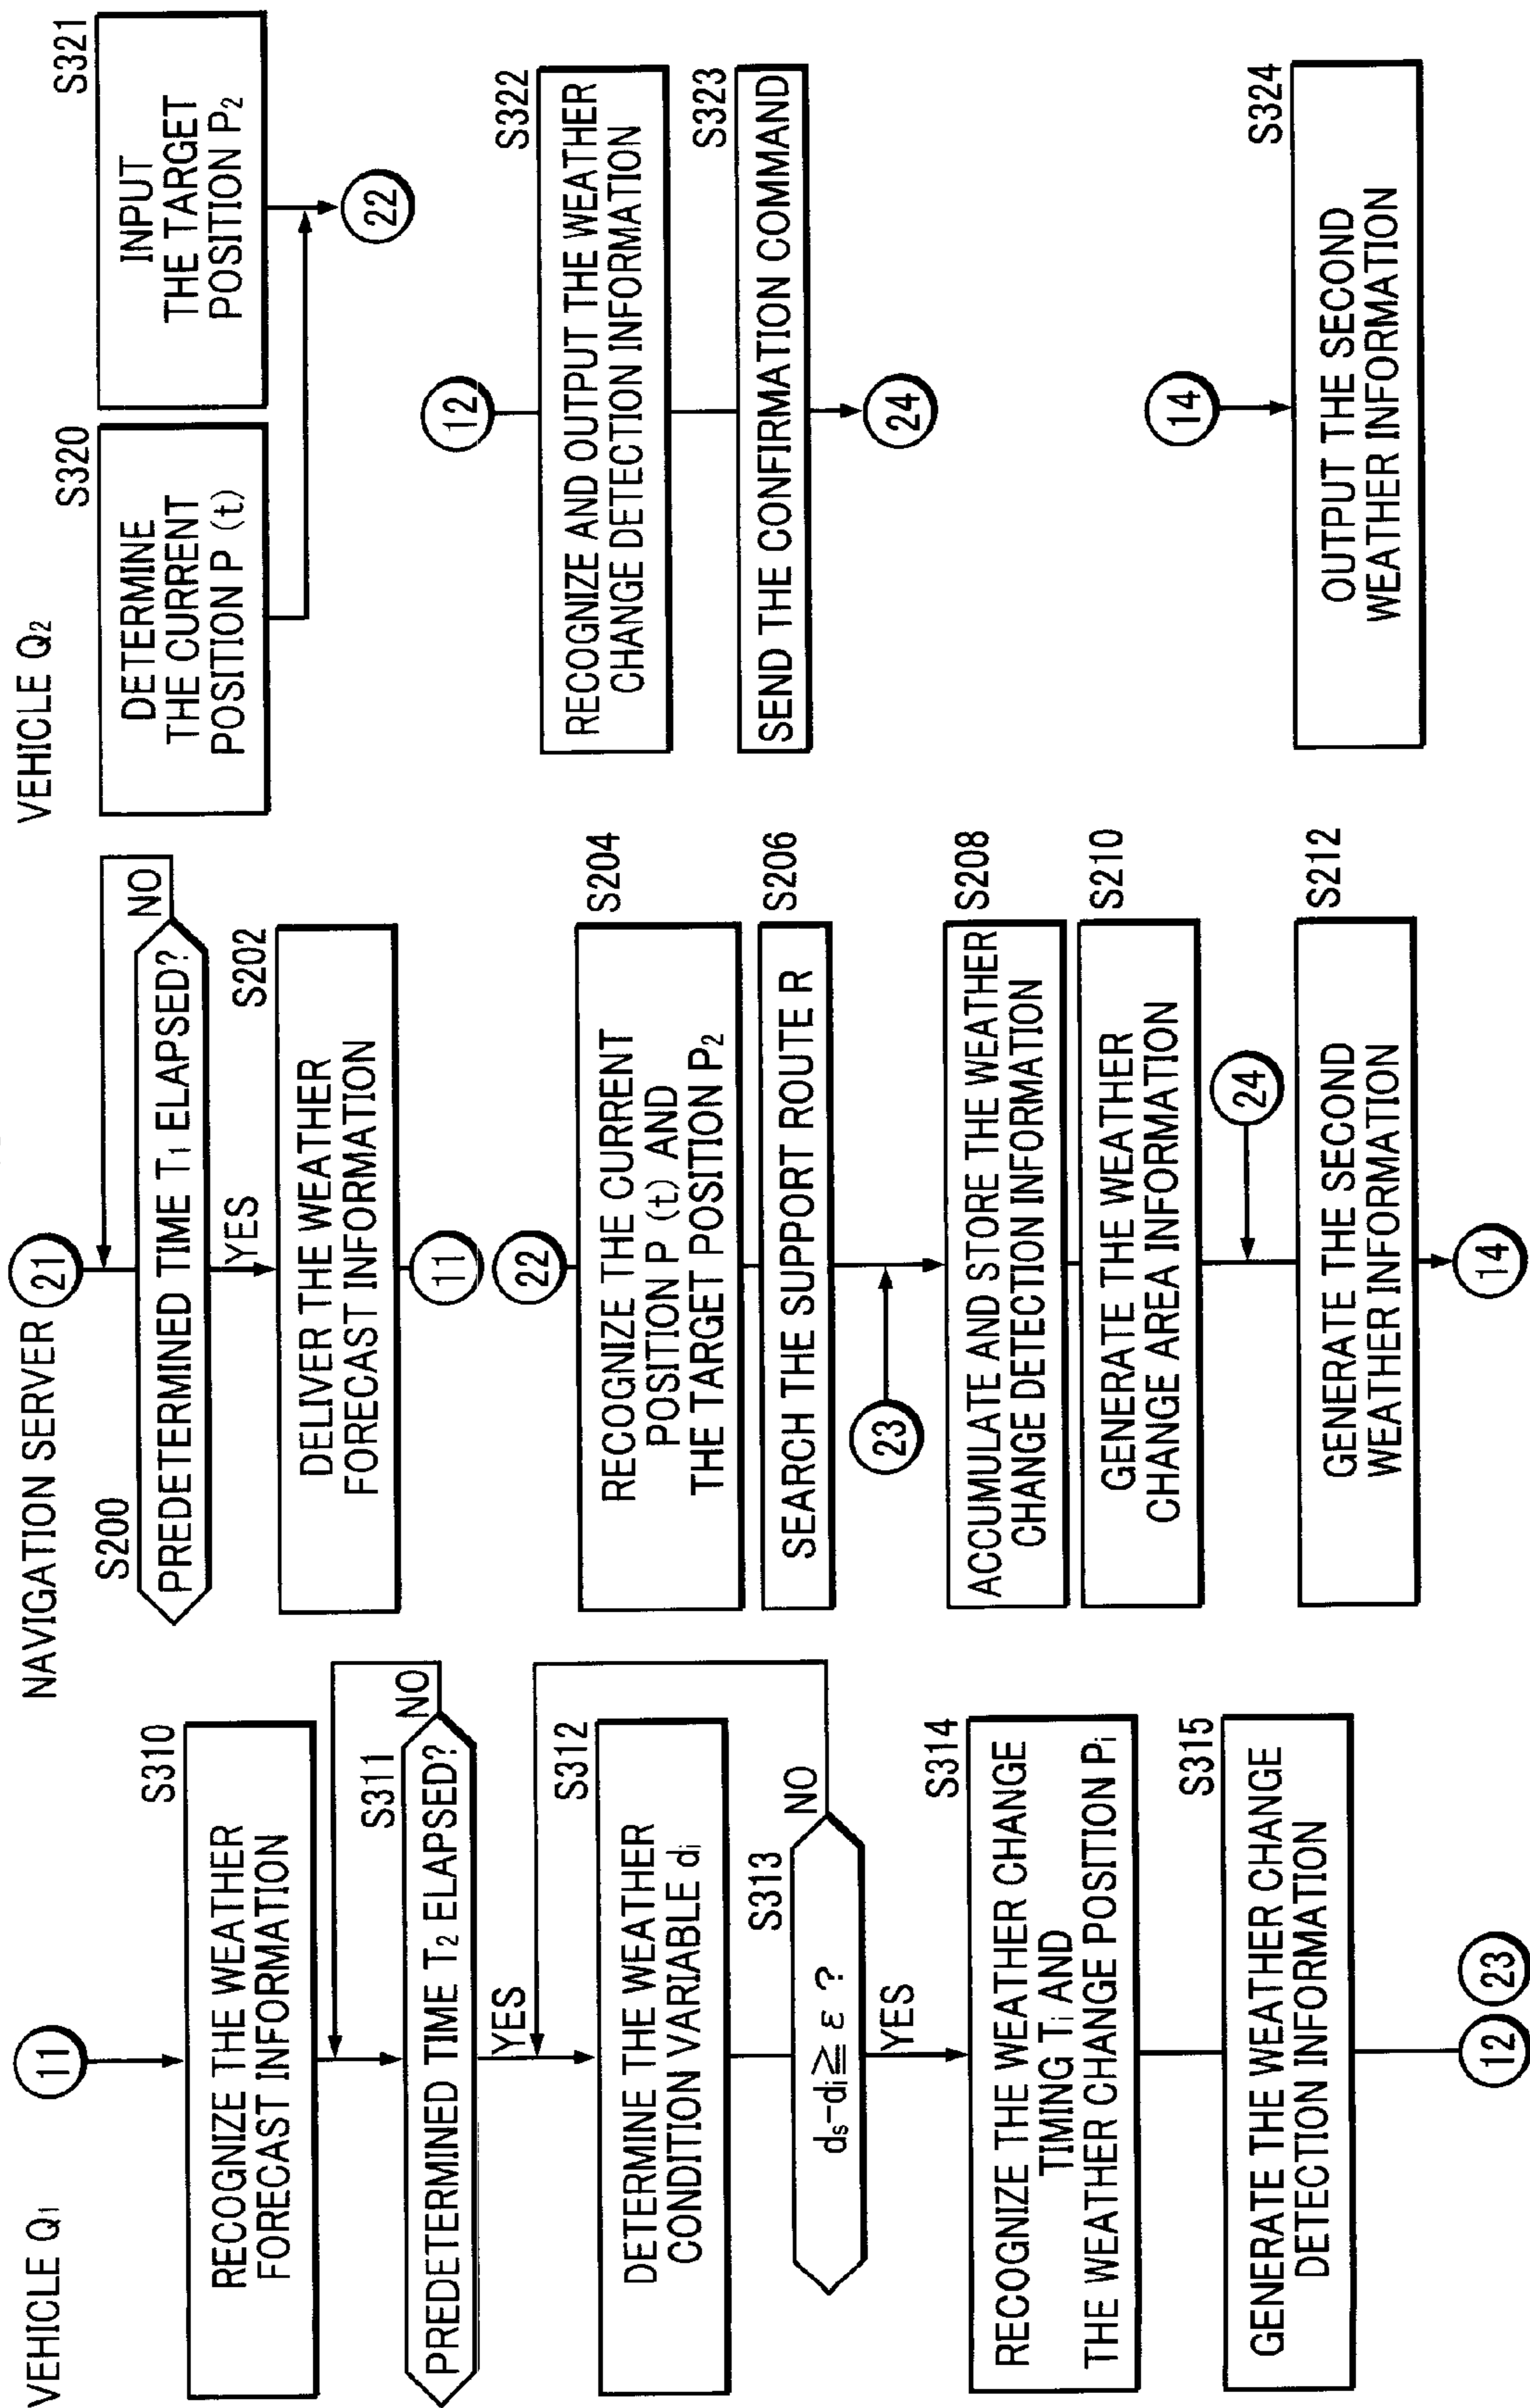 VEHICLE Q1
11
S310
RECOGNIZE THE WEATHER
FORECAST INFORMATION
S311
PREDETERMINED TIME T2 ELAPSED?
NO
YES
S312
DETERMINE THE WEATHER
CONDITION VARIABLE di
S313
ds-di≧ ε ?
NO
YES
S314
RECOGNIZE THE WEATHER CHANGE
TIMING Ti AND
THE WEATHER CHANGE POSITION Pi
S315
GENERATE THE WEATHER CHANGE
DETECTION INFORMATION
12 23
NAVIGATION SERVER
21
S200
PREDETERMINED TIME T1 ELAPSED?
NO
YES
S202
DELIVER THE WEATHER
FORECAST INFORMATION
11
22
S204
RECOGNIZE THE CURRENT
POSITION P (t) AND
THE TARGET POSITION P2
S206
SEARCH THE SUPPORT ROUTE R
23
S208
ACCUMULATE AND STORE THE WEATHER
CHANGE DETECTION INFORMATION
S210
GENERATE THE WEATHER
CHANGE AREA INFORMATION
24
S212
GENERATE THE SECOND
WEATHER INFORMATION
14
VEHICLE Q2
S320
DETERMINE
THE CURRENT
POSITION P (t)
S321
INPUT
THE TARGET
POSITION P2
22
12
S322
RECOGNIZE AND OUTPUT THE WEATHER
CHANGE DETECTION INFORMATION
S323
SEND THE CONFIRMATION COMMAND
24
14
S324
OUTPUT THE SECOND
WEATHER INFORMATION